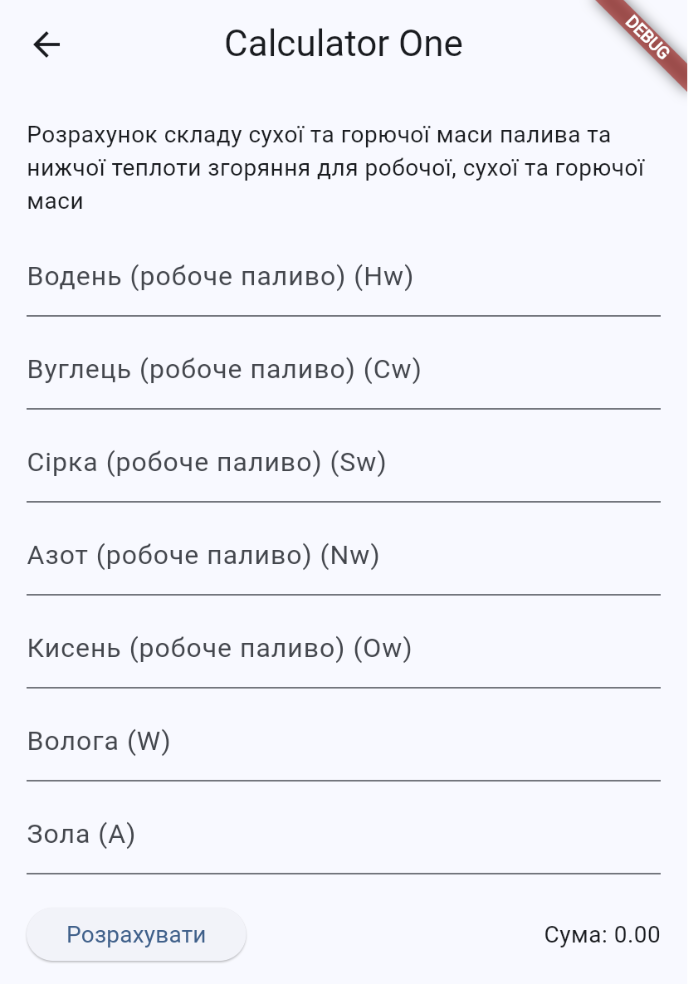 Calculator One
DEBUG
Розрахунок складу сухої та горючої маси палива та
нижчої теплоти згоряння для робочої, сухої та горючої
маси
Водень (робоче паливо) (Hw)
Вуглець (робоче паливо) (Cw)
Сірка (робоче паливо) (Sw)
Азот (робоче паливо) (Nw)
Кисень (робоче паливо) (Ow)
Волога (W)
Зола (A)
Розрахувати
Сума: 0.00